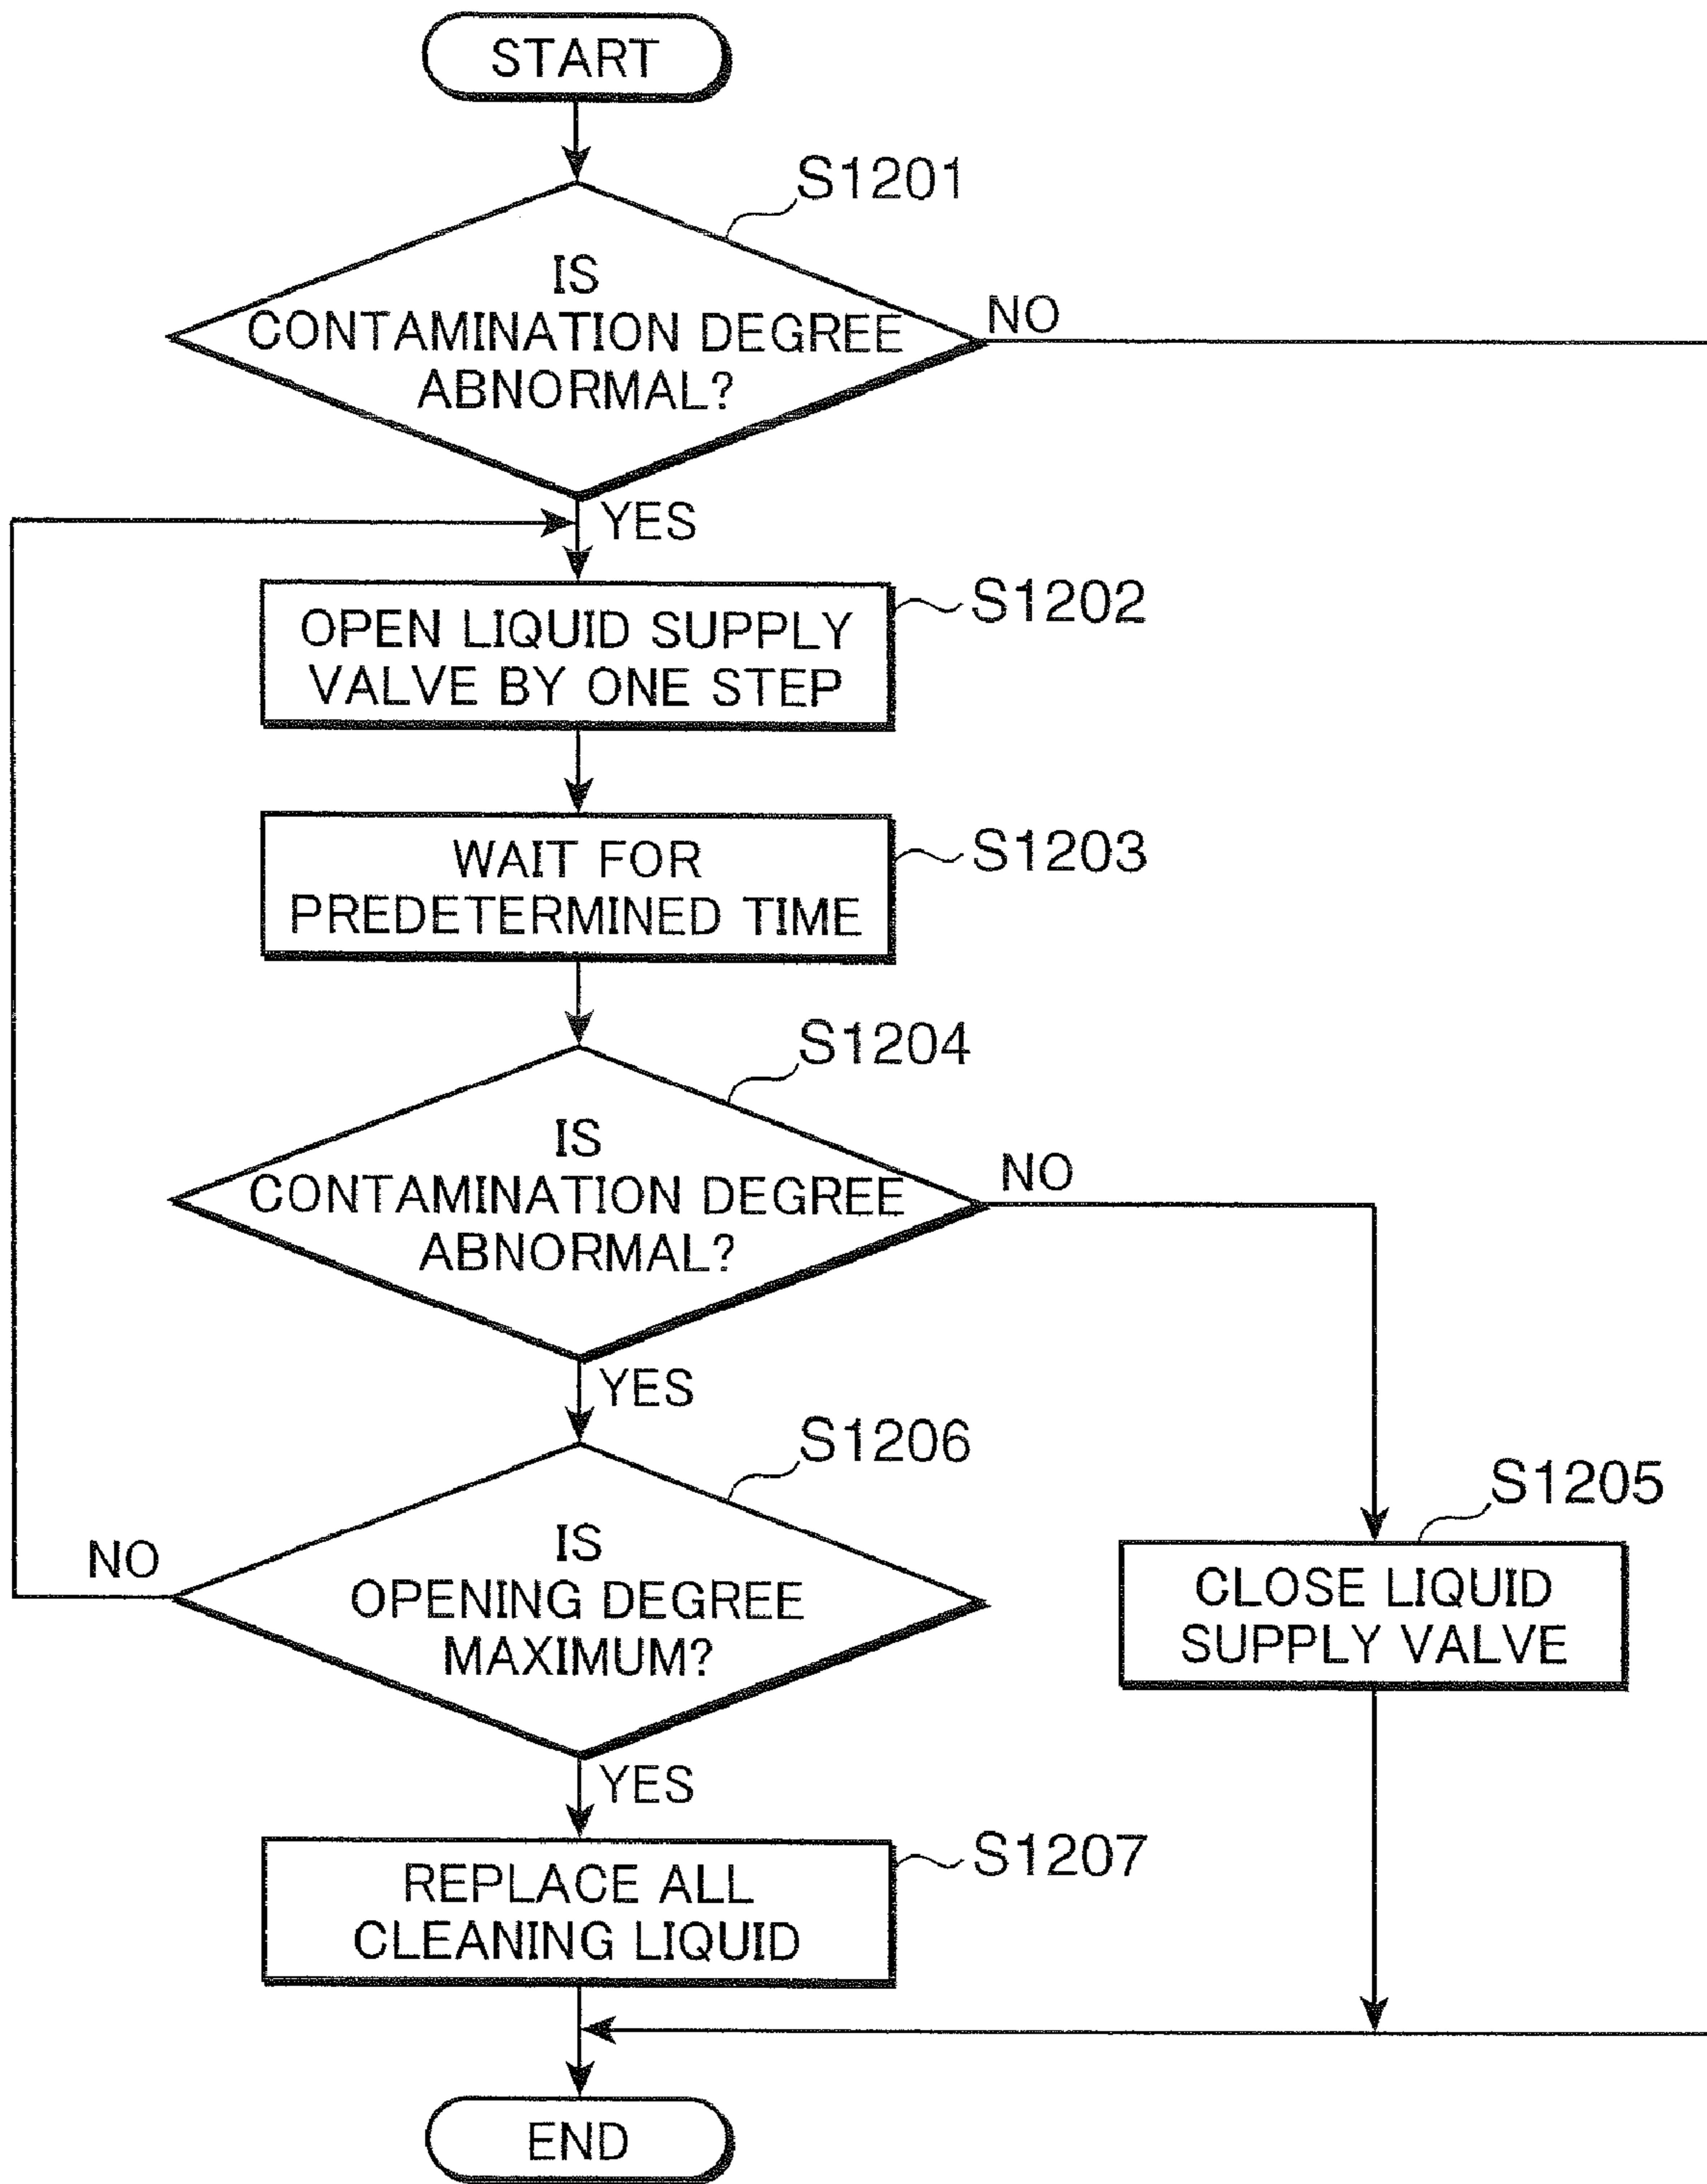 START
S1201
IS
CONTAMINATION DEGREE
ABNORMAL?
NO
YES
S1202
OPEN LIQUID SUPPLY
VALVE BY ONE STEP
S1203
WAIT FOR
PREDETERMINED TIME
S1204
IS
CONTAMINATION DEGREE
ABNORMAL?
NO
YES
S1206
IS
OPENING DEGREE
MAXIMUM?
NO
S1205
CLOSE LIQUID
SUPPLY VALVE
YES
S1207
REPLACE ALL
CLEANING LIQUID
END